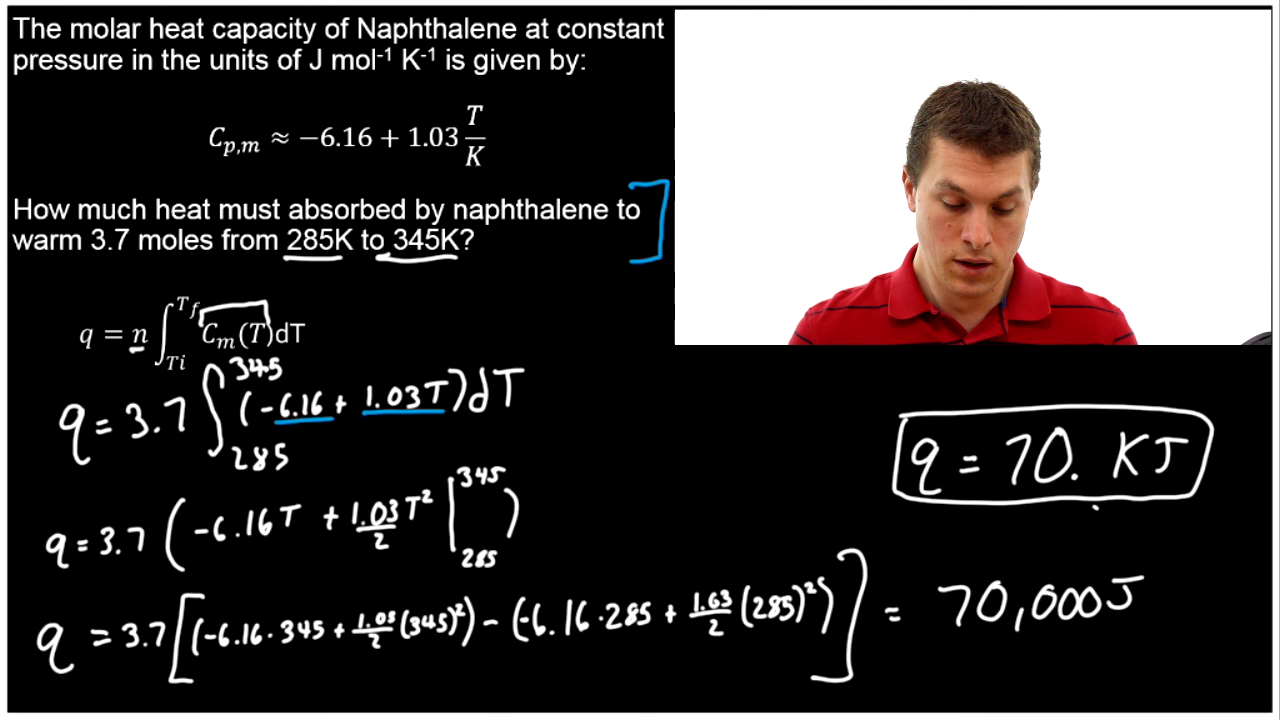 The molar heat capacity of Naphthalene at constant
pressure in the units of J mol⁻¹ K⁻¹ is given by:
C_{p,m} ≈ −6.16 + 1.03 T/K
How much heat must absorbed by naphthalene to
warm 3.7 moles from 285K to 345K?
q = n ∫_{Ti}^{T_f} C_m(T)dT
q = 3.7 ∫_{285}^{345} (-6.16 + 1.03T)dT
q = 3.7 (-6.16T + 1.03/2 T² |_{285}^{345})
q = 3.7 [(-6.16·345 + 1.03/2 (345)²) − (-6.16·285 + 1.03/2 (285)²)] = 70,000J
q = 70. KJ